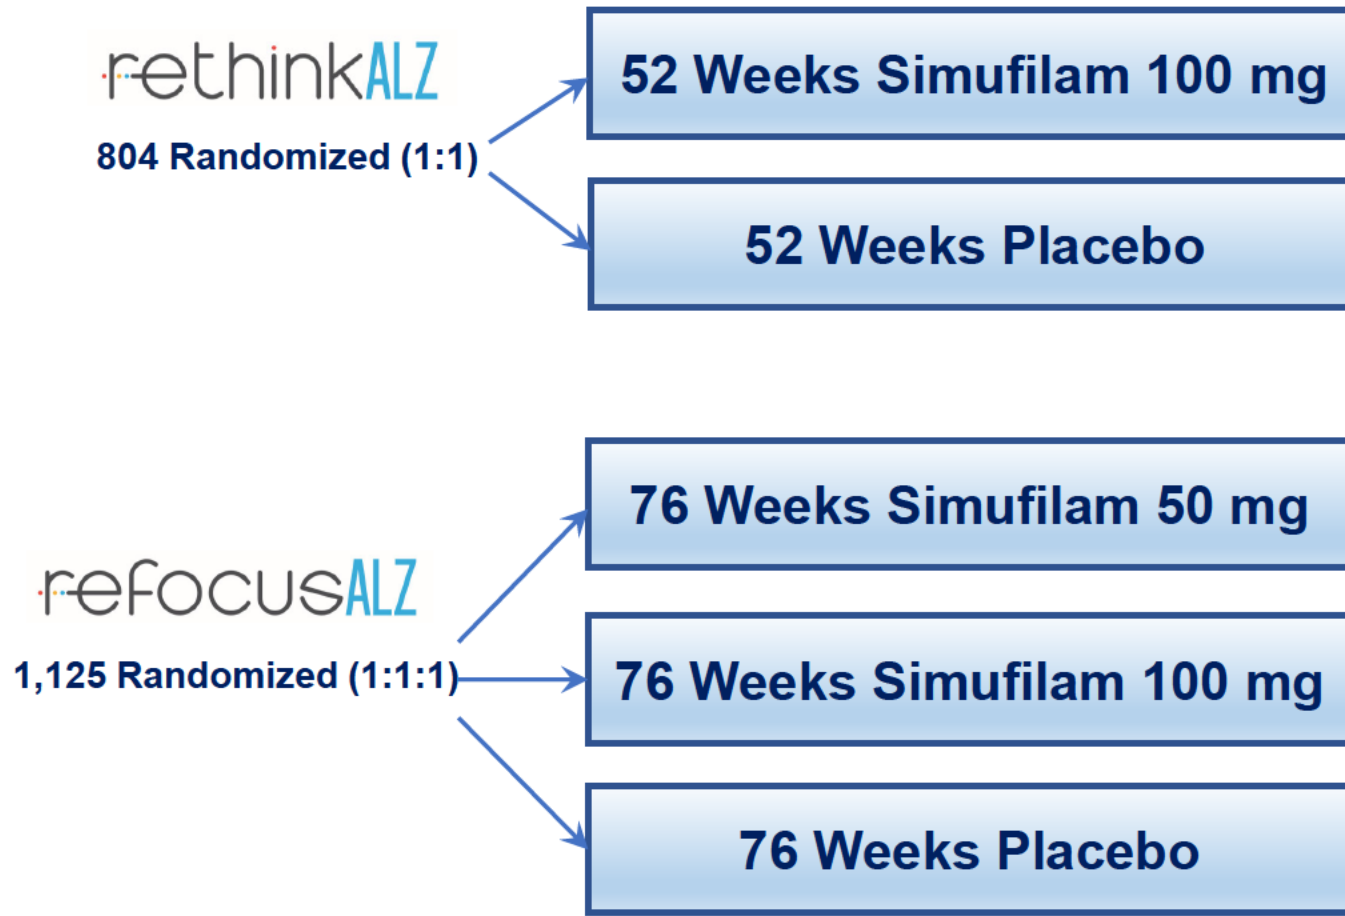 rethinkALZ
804 Randomized (1:1)
52 Weeks Simufilam 100 mg
52 Weeks Placebo
refocusALZ
1,125 Randomized (1:1:1)
76 Weeks Simufilam 50 mg
76 Weeks Simufilam 100 mg
76 Weeks Placebo